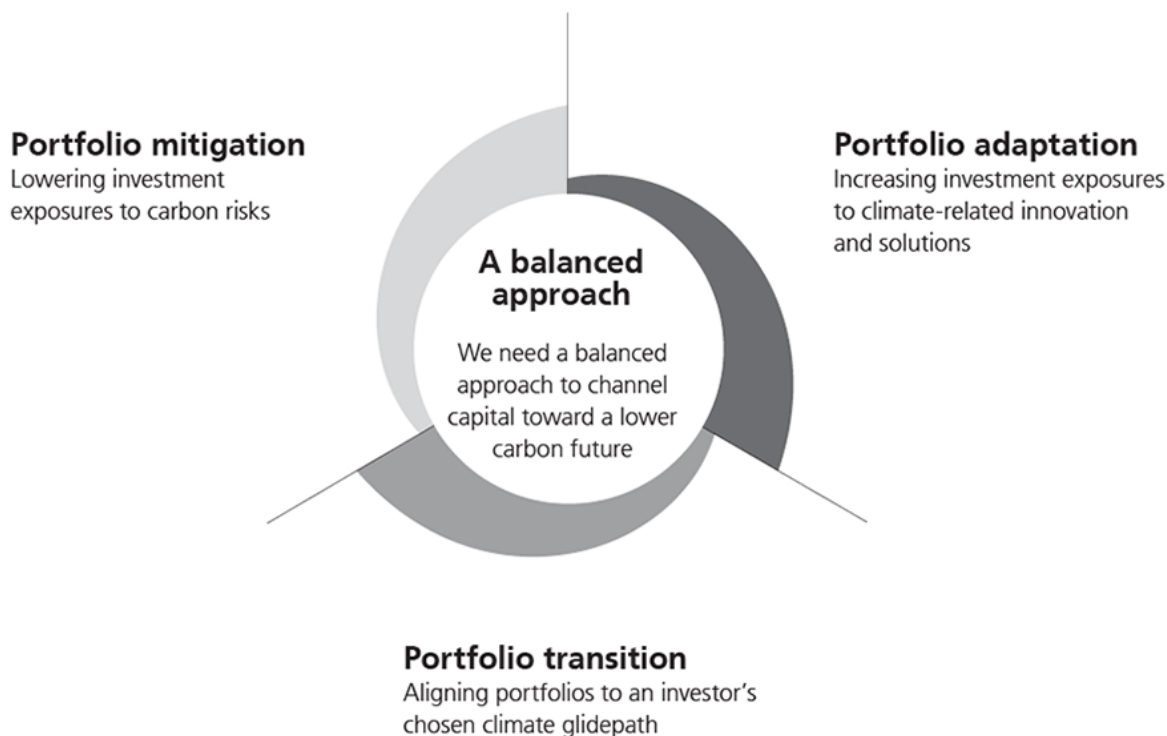 Portfolio mitigation
Lowering investment
exposures to carbon risks
Portfolio adaptation
Increasing investment exposures
to climate-related innovation
and solutions
A balanced
approach
We need a balanced
approach to channel
capital toward a lower
carbon future
Portfolio transition
Aligning portfolios to an investor’s
chosen climate glidepath